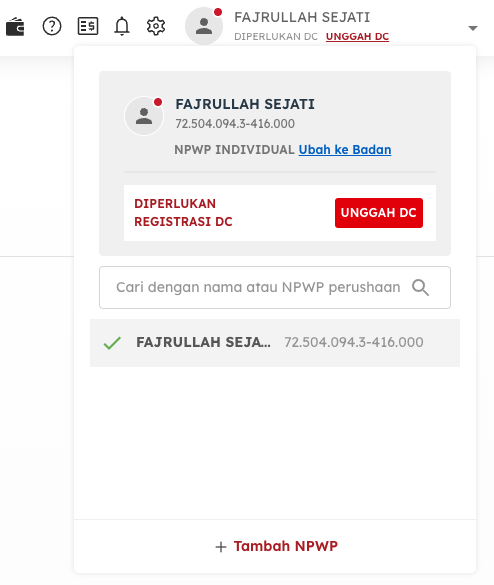 FAJRULLAH SEJATI
DIPERLUKAN DC UNGGAH DC
FAJRULLAH SEJATI
72.504.094.3-416.000
NPWP INDIVIDUAL Ubah ke Badan
DIPERLUKAN
REGISTRASI DC
UNGGAH DC
Cari dengan nama atau NPWP perushaan
FAJRULLAH SEJA... 72.504.094.3-416.000
+ Tambah NPWP